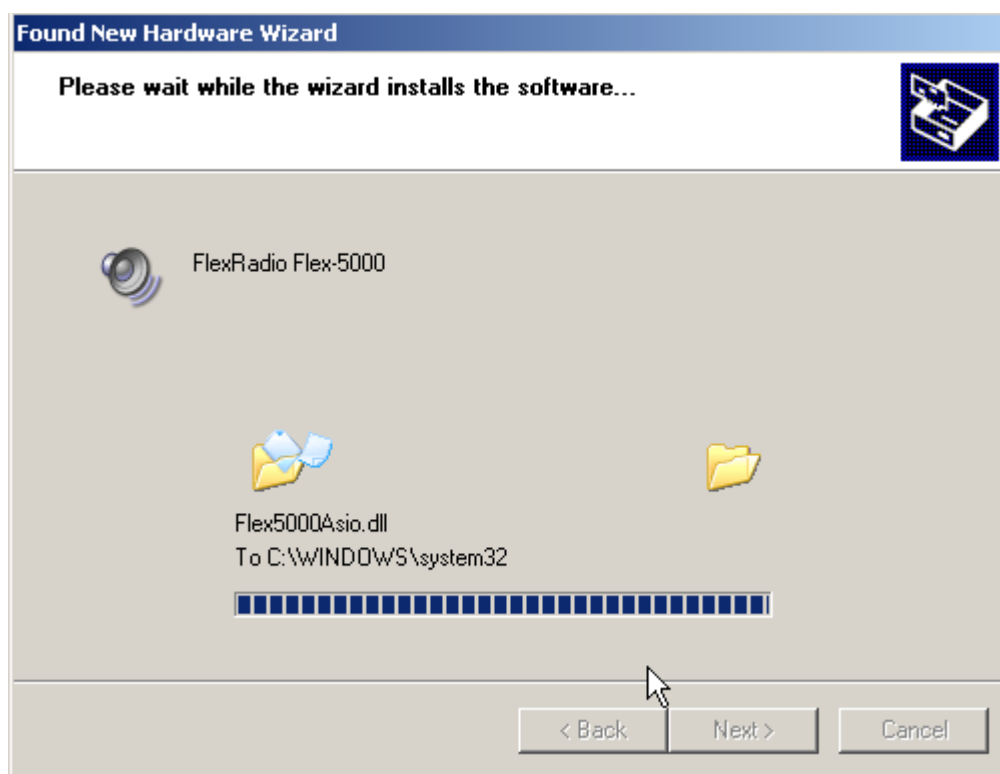 Found New Hardware Wizard
Please wait while the wizard installs the software...
FlexRadio Flex-5000
Flex5000Asio.dll
To C:\WINDOWS\system32
< Back
Next >
Cancel